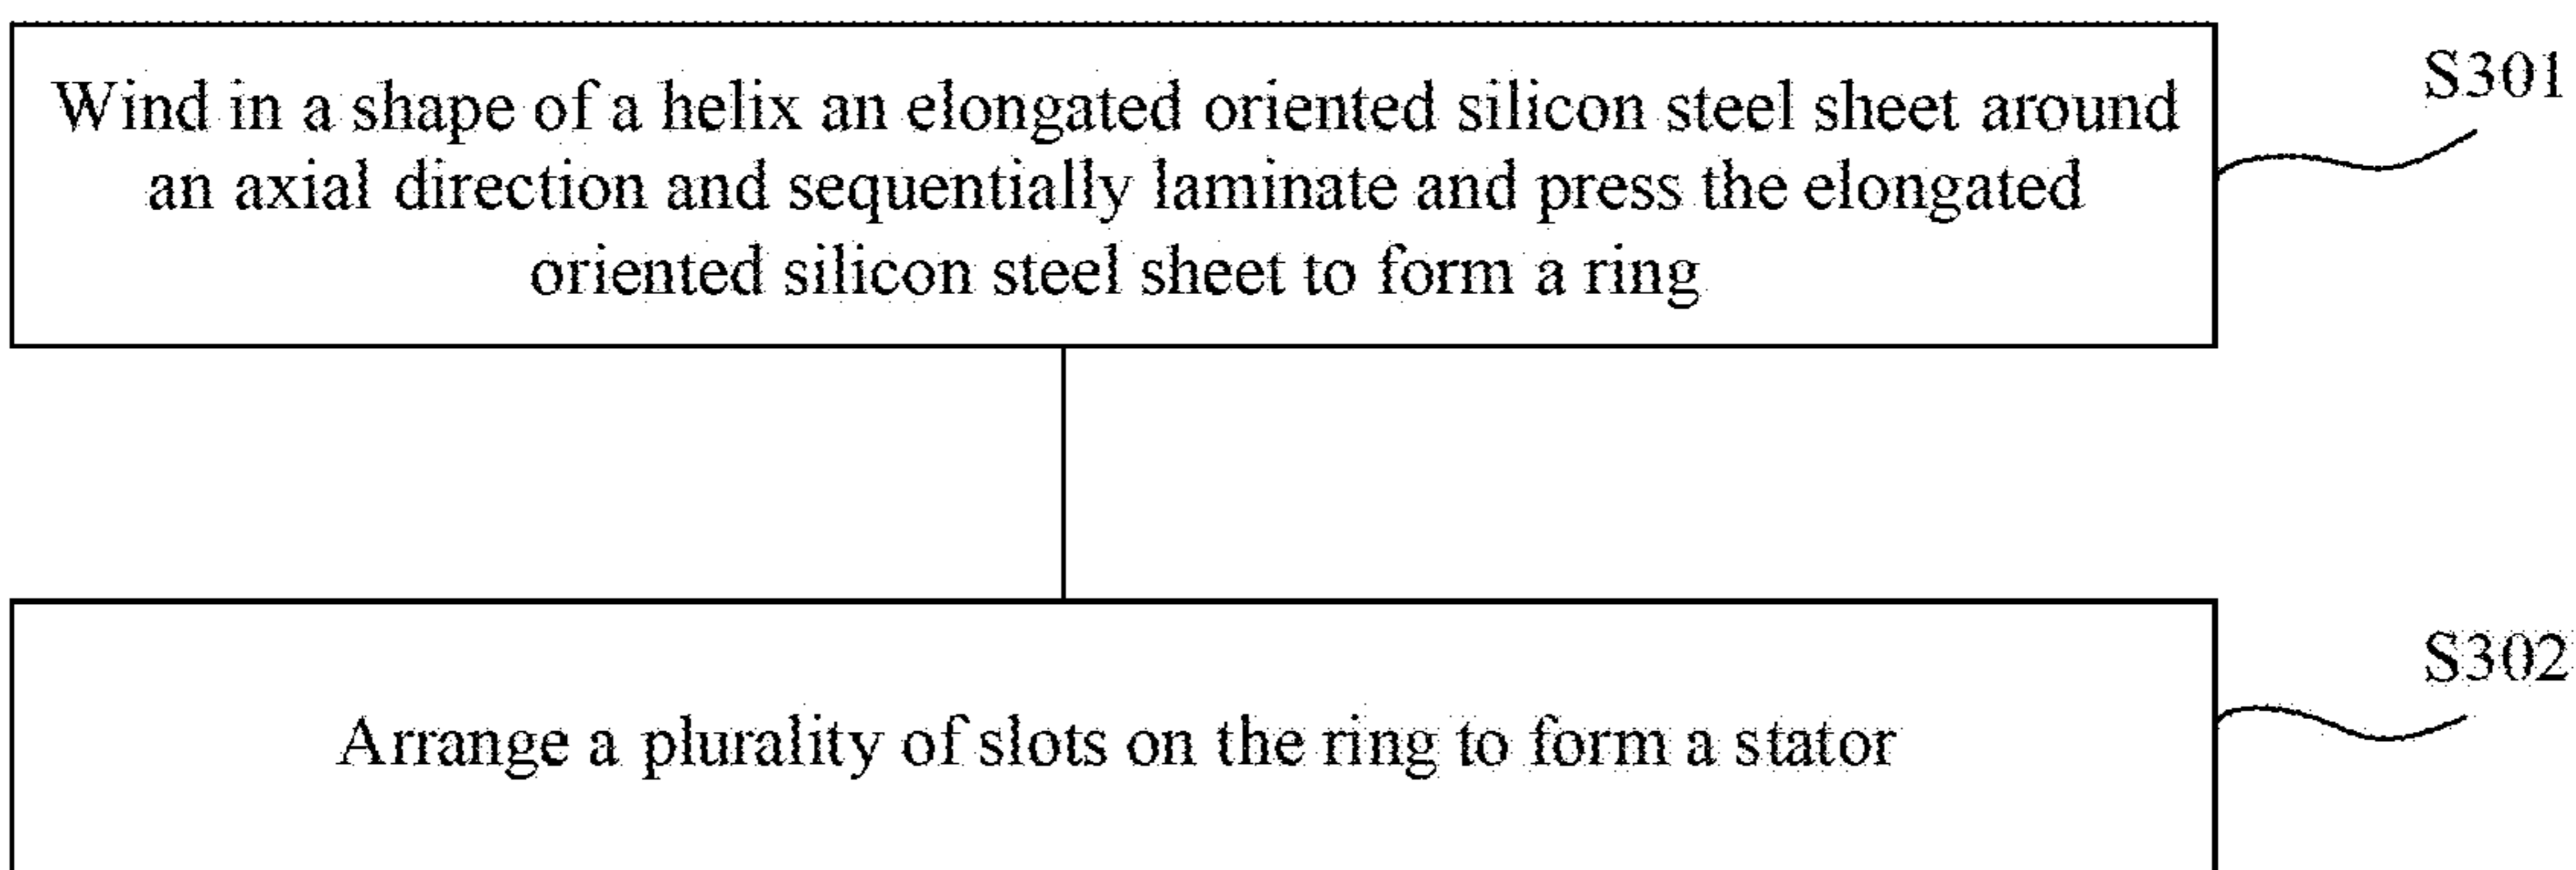 Wind in a shape of a helix an elongated oriented silicon steel sheet around
an axial direction and sequentially laminate and press the elongated
oriented silicon steel sheet to form a ring
S301
Arrange a plurality of slots on the ring to form a stator
S302